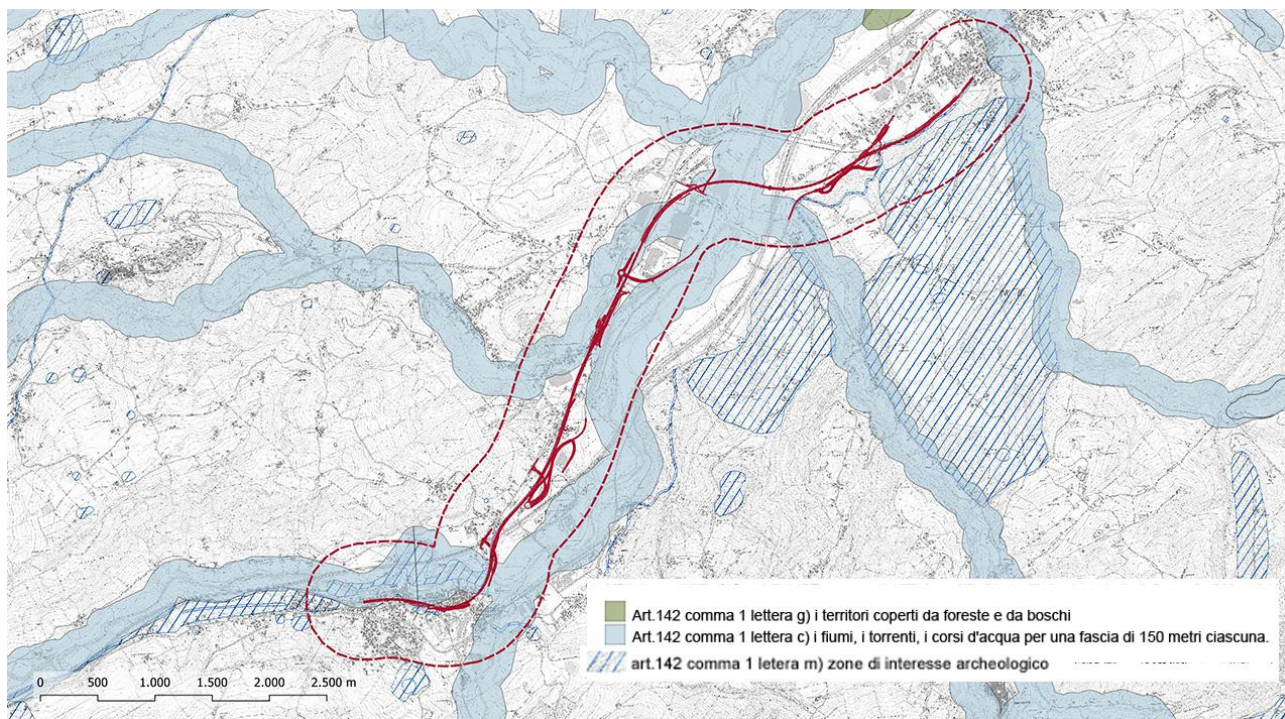 Art.142 comma 1 lettera g) i territori coperti da foreste e da boschi
Art.142 comma 1 lettera c) i fiumi, i torrenti, i corsi d'acqua per una fascia di 150 metri ciascuna.
art.142 comma 1 letera m) zone di interesse archeologico
0 500 1.000 1.500 2.000 2.500 m